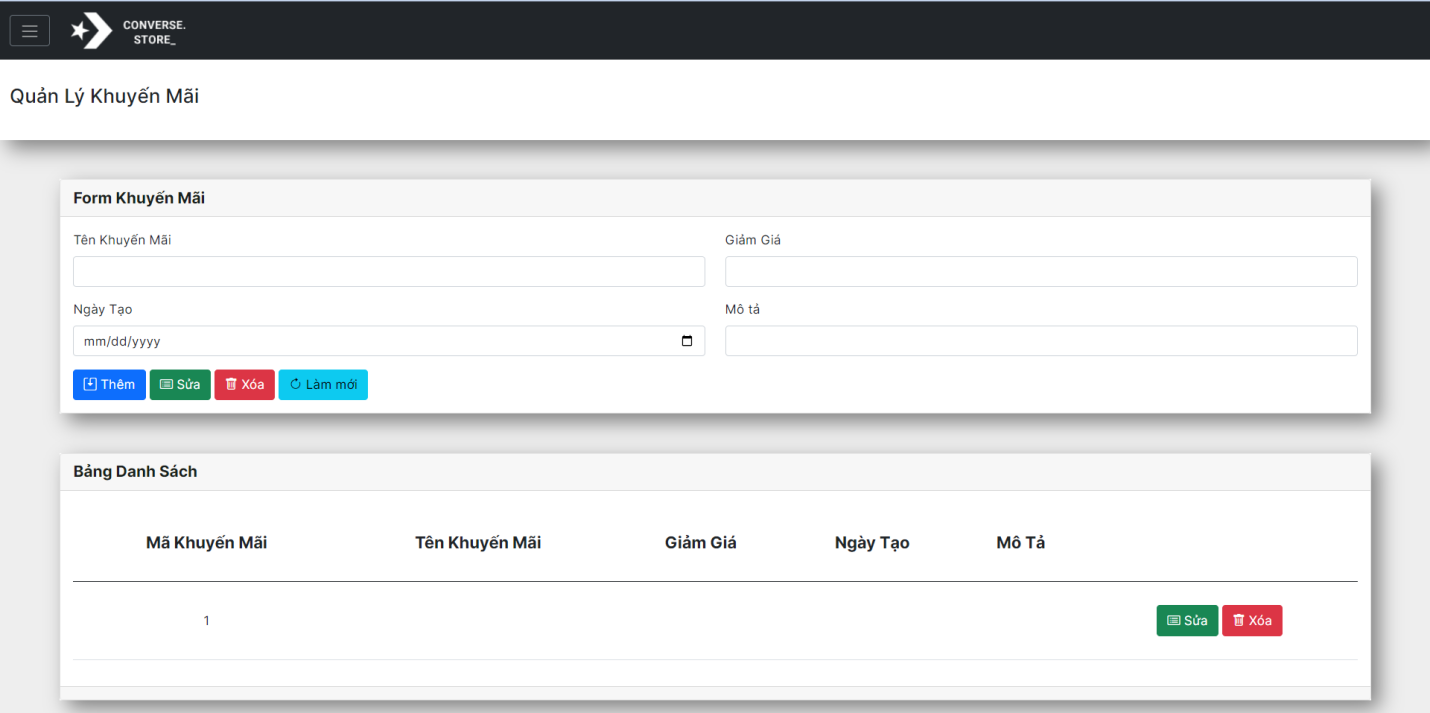 CONVERSE.
STORE_
Quản Lý Khuyến Mãi
Form Khuyến Mãi
Tên Khuyến Mãi
Giảm Giá
Ngày Tạo
Mô tả
mm/dd/yyyy
Thêm Sửa Xóa Làm mới
Bảng Danh Sách
Mã Khuyến Mãi Tên Khuyến Mãi Giảm Giá Ngày Tạo Mô Tả
1 Sửa Xóa